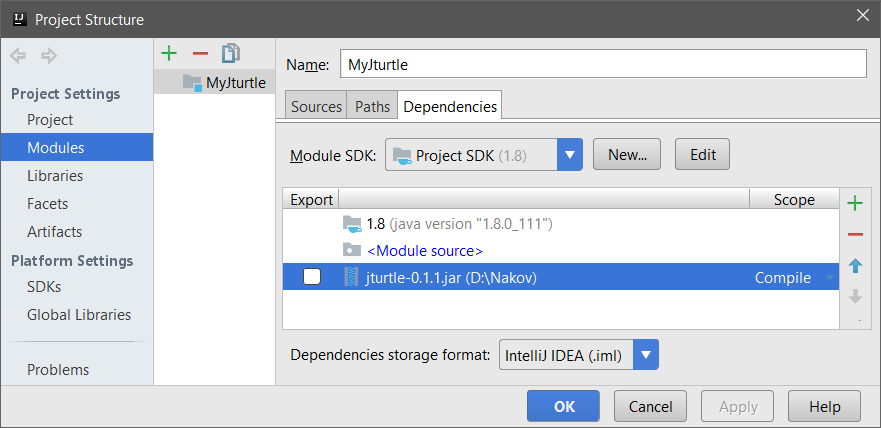 Project Structure
Project Settings
Project
Modules
Libraries
Facets
Artifacts
Platform Settings
SDKs
Global Libraries
Problems
MyJturtle
Name: MyJturtle
Sources Paths Dependencies
Module SDK: Project SDK (1.8) New... Edit
Export Scope
1.8 (java version "1.8.0_111")
<Module source>
jturtle-0.1.1.jar (D:\Nakov) Compile
Dependencies storage format: IntelliJ IDEA (.iml)
OK Cancel Apply Help